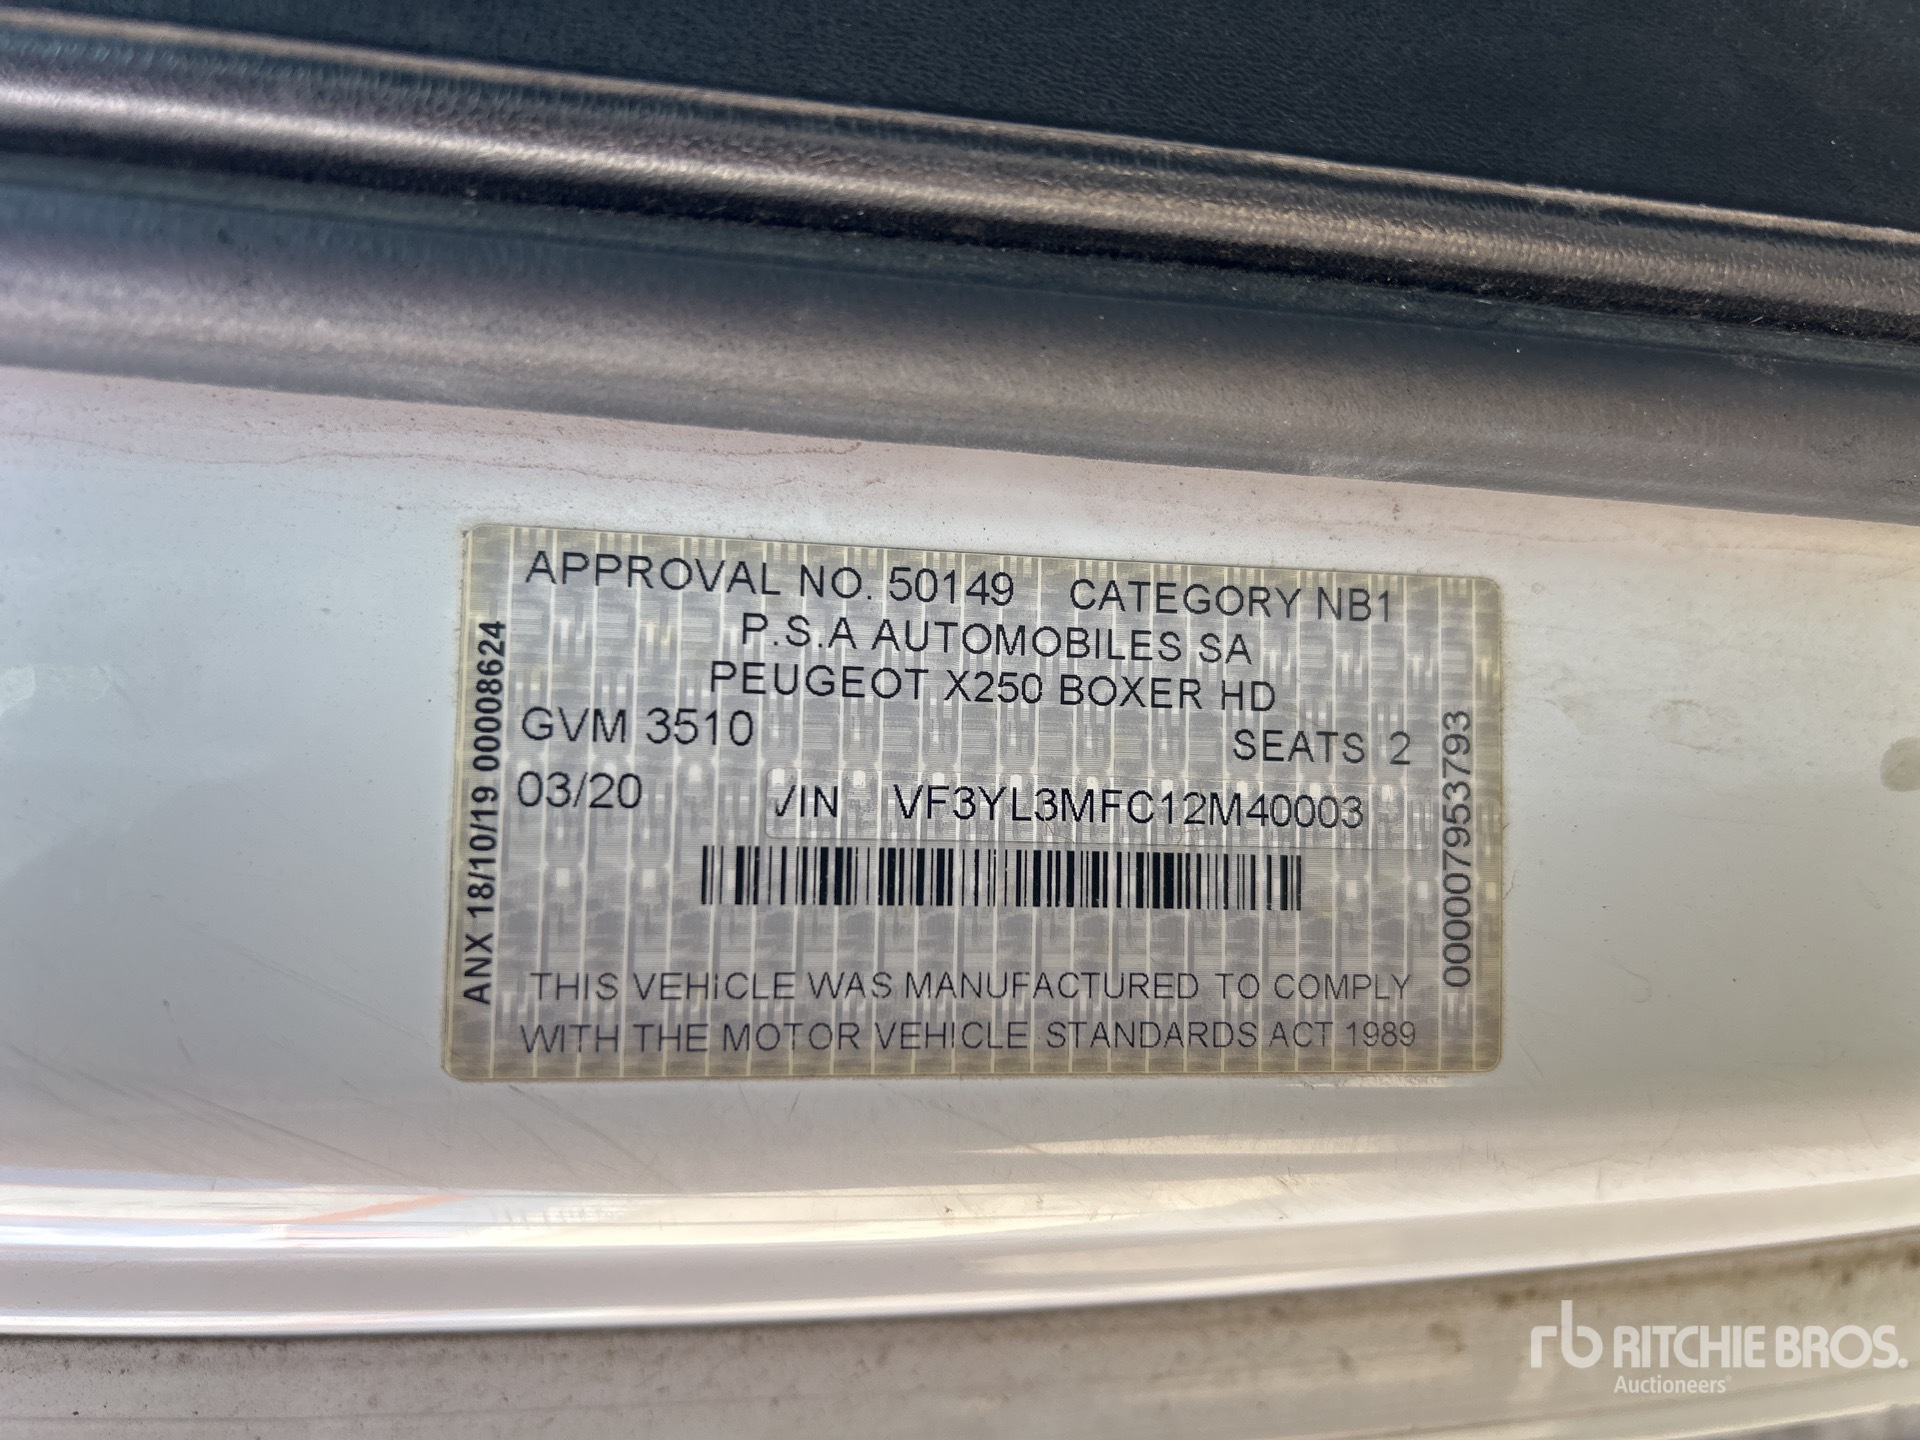 APPROVAL NO. 50149 CATEGORY NB1
P.S.A AUTOMOBILES SA
PEUGEOT X250 BOXER HD
GVM 3510 SEATS 2
03/20 VIN VF3YL3MFC12M40003
THIS VEHICLE WAS MANUFACTURED TO COMPLY
WITH THE MOTOR VEHICLE STANDARDS ACT 1989
ANX 18/10/19 00008624
0000079537793
rb RITCHIE BROS.
Auctioneers